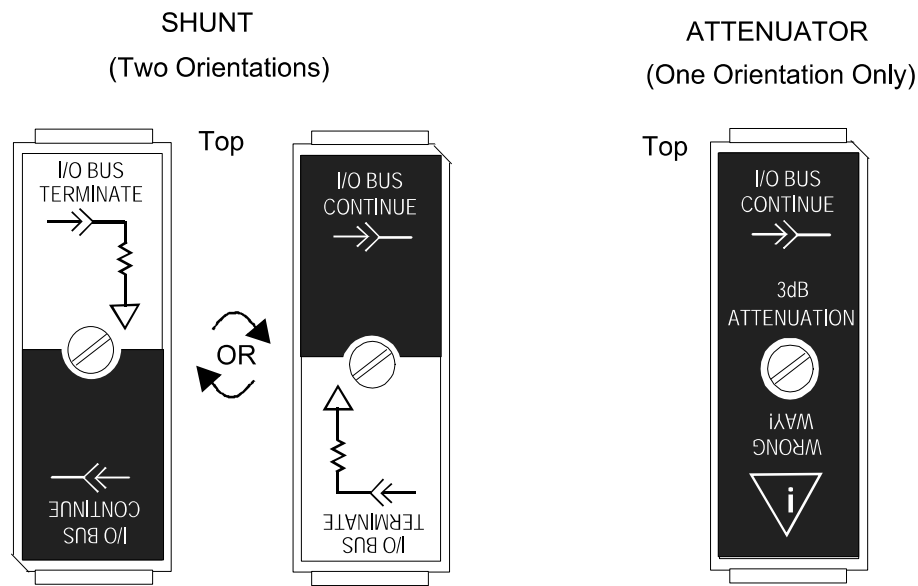 SHUNT
(Two Orientations)
I/O BUS
TERMINATE
I/O BUS
CONTINUE
Top
OR
I/O BUS
CONTINUE
I/O BUS
TERMINATE
ATTENUATOR
(One Orientation Only)
Top
I/O BUS
CONTINUE
3dB
ATTENUATION
WRONG
WAY!
i